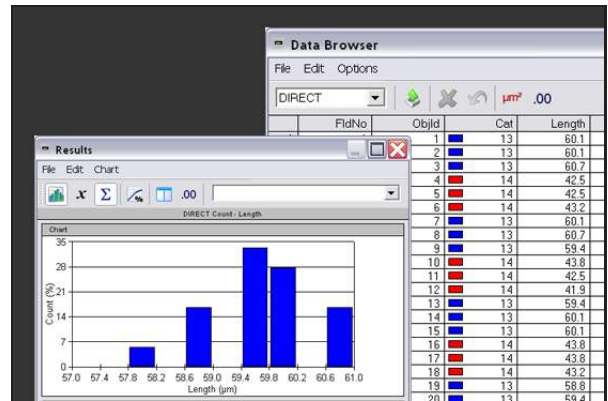 Data Browser
File Edit Options
DIRECT
µm² .00
FldNo ObjId Cat Length
1 13 60.1
2 13 60.1
3 13 60.7
4 14 42.5
5 14 42.5
6 14 43.2
7 13 60.1
8 13 60.7
9 13 59.4
10 14 43.8
11 14 42.5
12 14 41.9
13 13 59.4
14 13 60.1
15 13 60.1
16 14 43.8
17 14 43.8
18 14 43.2
19 13 58.8
20 13 59.4
Results
File Edit Chart
x Σ % .00
DIRECT Count - Length
Chart
35
28
21
14
7
0
Count (%)
57.0 57.4 57.8 58.2 58.6 59.0 59.4 59.8 60.2 60.6 61.0
Length (µm)